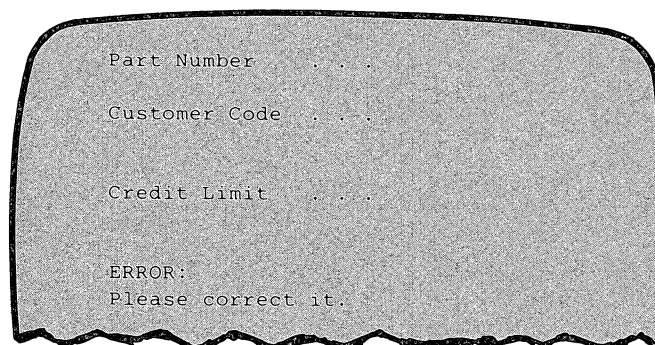 Part Number . . .
Customer Code . . .
Credit Limit . . .
ERROR:
Please correct it.